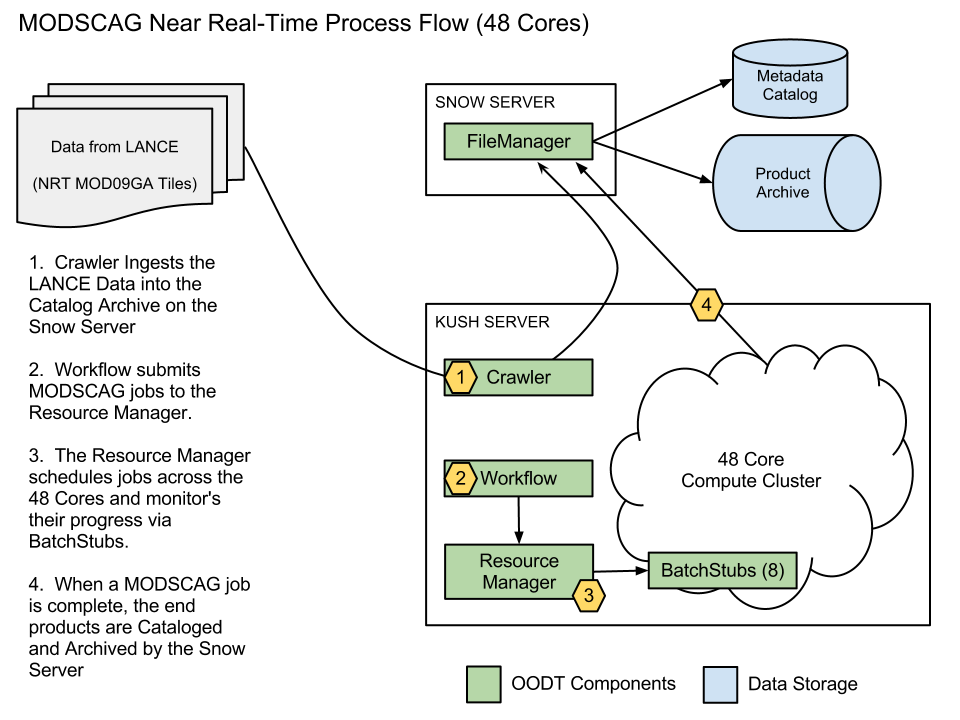 MODSCAG Near Real-Time Process Flow (48 Cores)
Data from LANCE
(NRT MOD09GA Tiles)
1. Crawler Ingests the
LANCE Data into the
Catalog Archive on the
Snow Server
2. Workflow submits
MODSCAG jobs to the
Resource Manager.
3. The Resource Manager
schedules jobs across the
48 Cores and monitor's
their progress via
BatchStubs.
4. When a MODSCAG job
is complete, the end
products are Cataloged
and Archived by the Snow
Server
SNOW SERVER
FileManager
Metadata
Catalog
Product
Archive
4
KUSH SERVER
1 Crawler
2 Workflow
Resource
Manager
3
48 Core
Compute Cluster
BatchStubs (8)
OODT Components
Data Storage